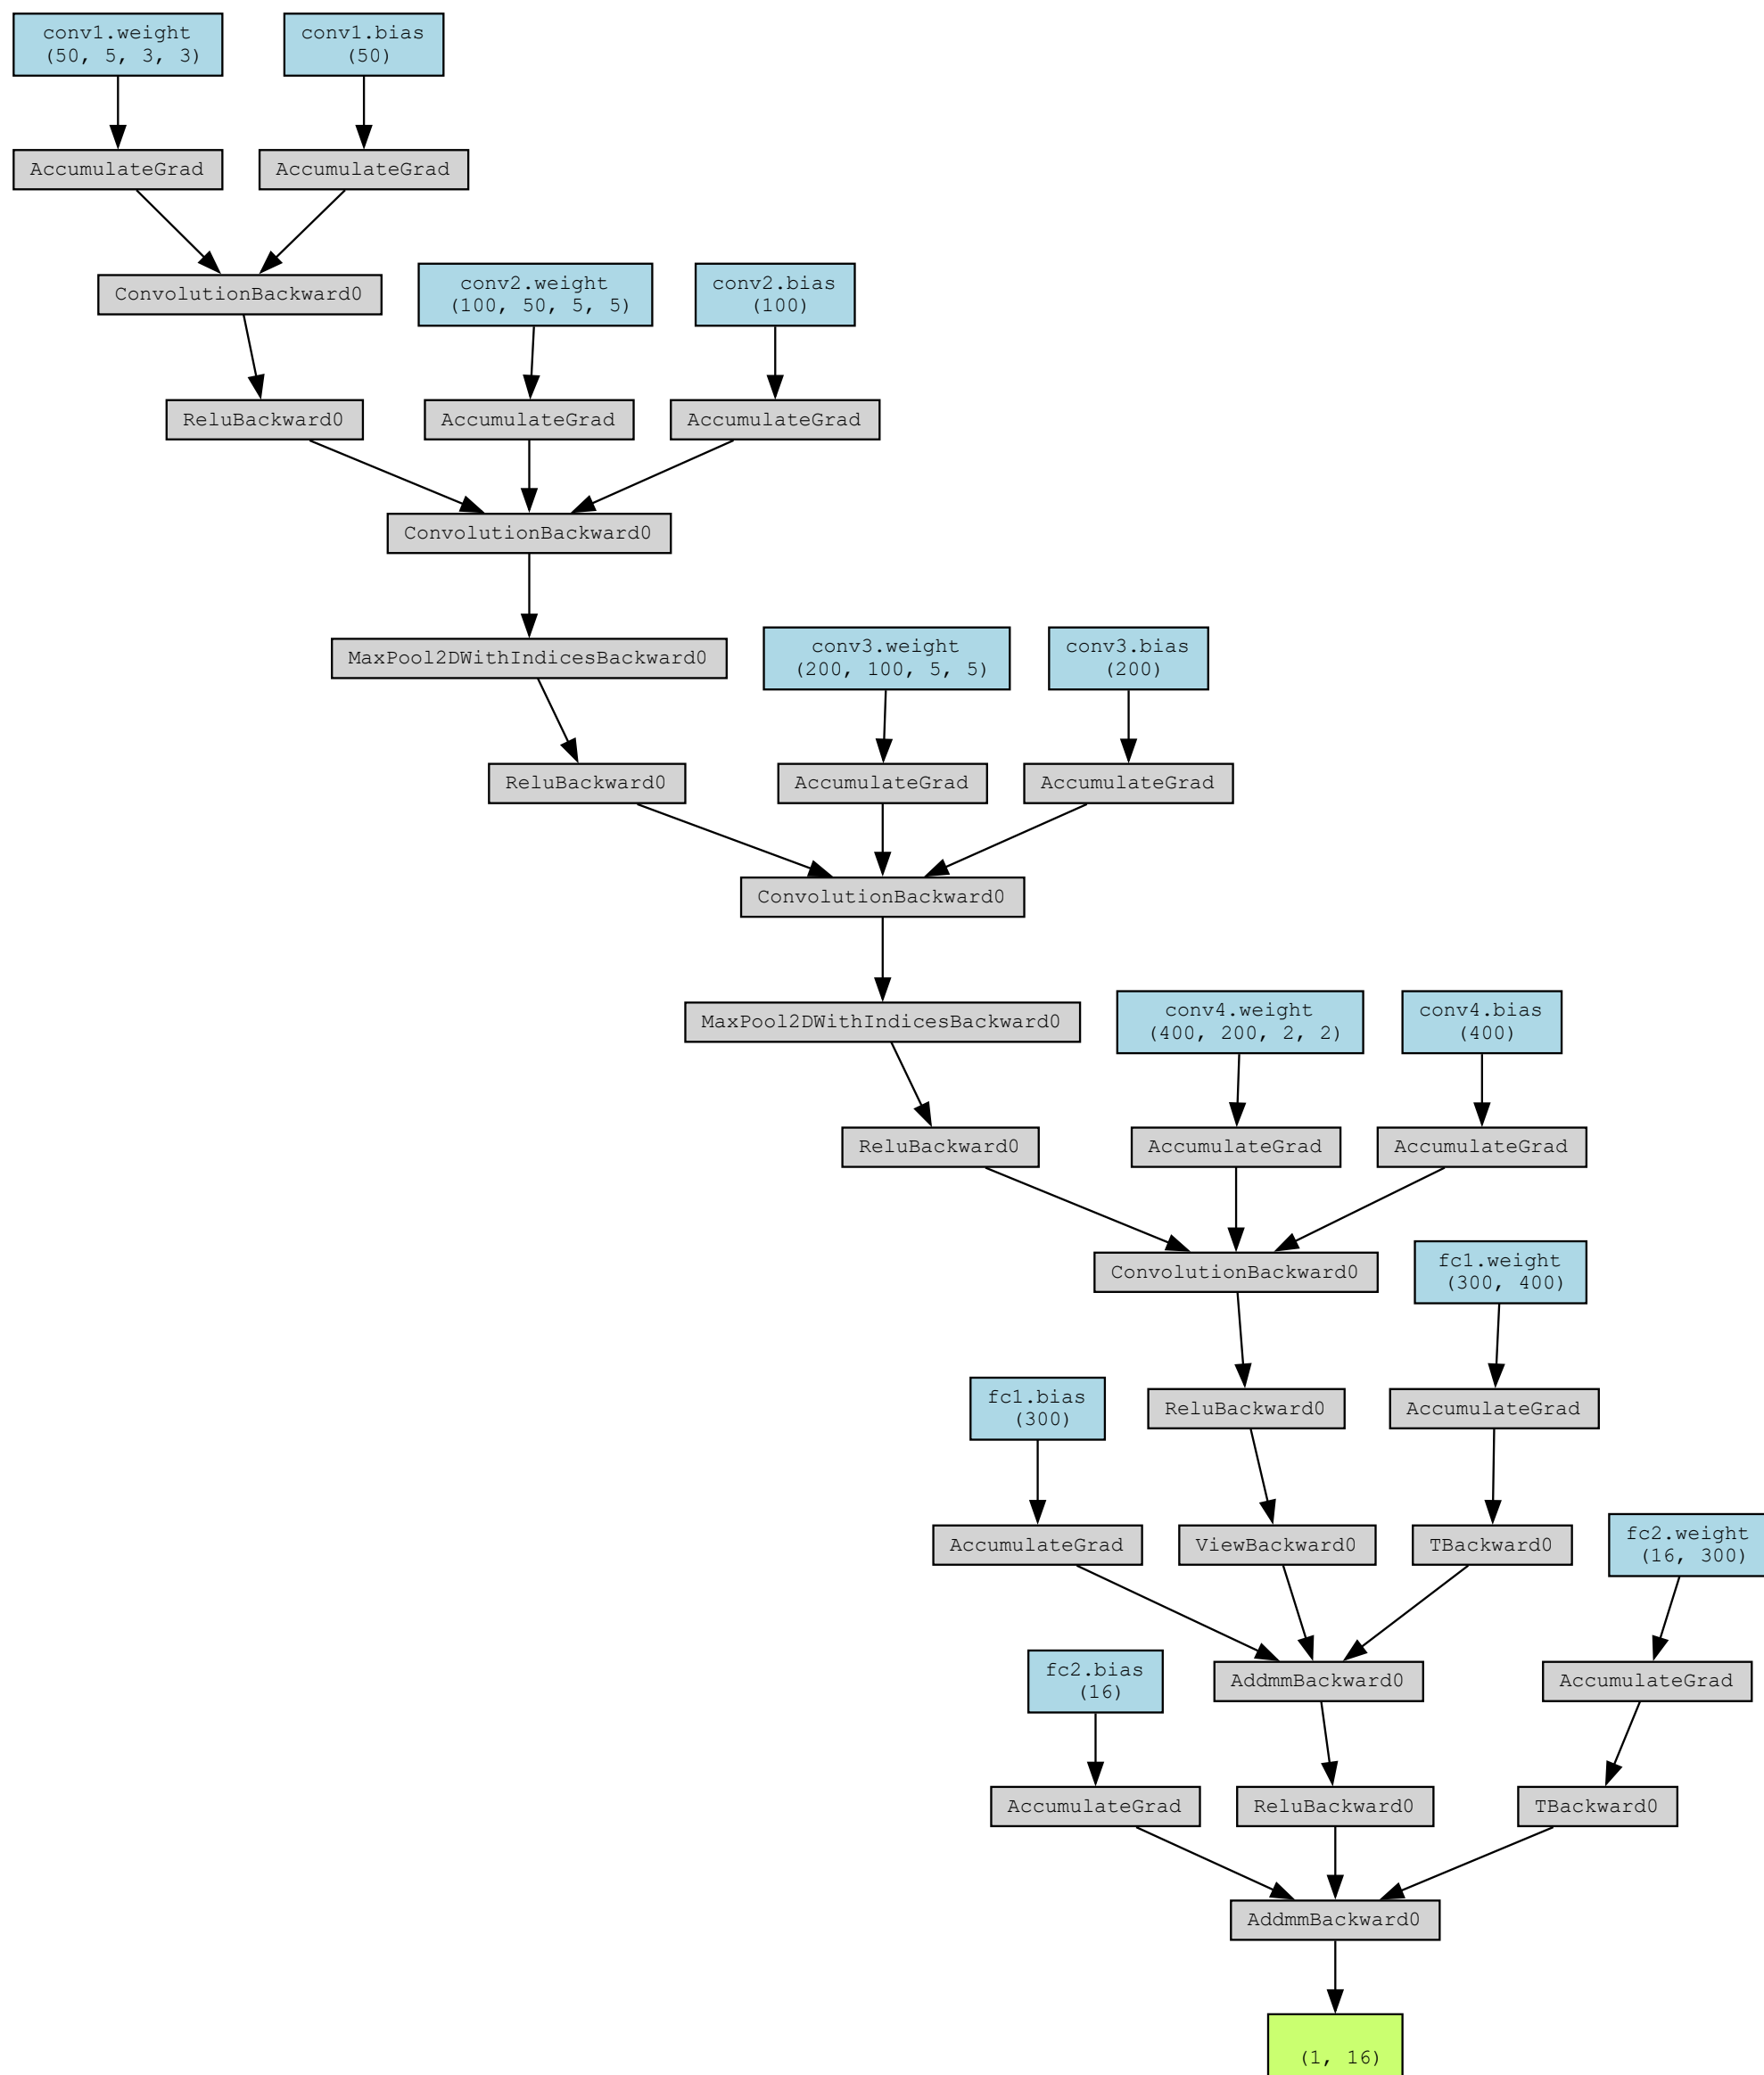 conv1.weight
(50, 5, 3, 3)
conv1.bias
(50)
AccumulateGrad
AccumulateGrad
ConvolutionBackward0
conv2.weight
(100, 50, 5, 5)
conv2.bias
(100)
ReluBackward0
AccumulateGrad
AccumulateGrad
ConvolutionBackward0
MaxPool2DWithIndicesBackward0
conv3.weight
(200, 100, 5, 5)
conv3.bias
(200)
ReluBackward0
AccumulateGrad
AccumulateGrad
ConvolutionBackward0
MaxPool2DWithIndicesBackward0
conv4.weight
(400, 200, 2, 2)
conv4.bias
(400)
ReluBackward0
AccumulateGrad
AccumulateGrad
ConvolutionBackward0
fc1.weight
(300, 400)
fc1.bias
(300)
ReluBackward0
AccumulateGrad
AccumulateGrad
ViewBackward0
TBackward0
fc2.weight
(16, 300)
fc2.bias
(16)
AddmmBackward0
AccumulateGrad
AccumulateGrad
ReluBackward0
TBackward0
AddmmBackward0
(1, 16)